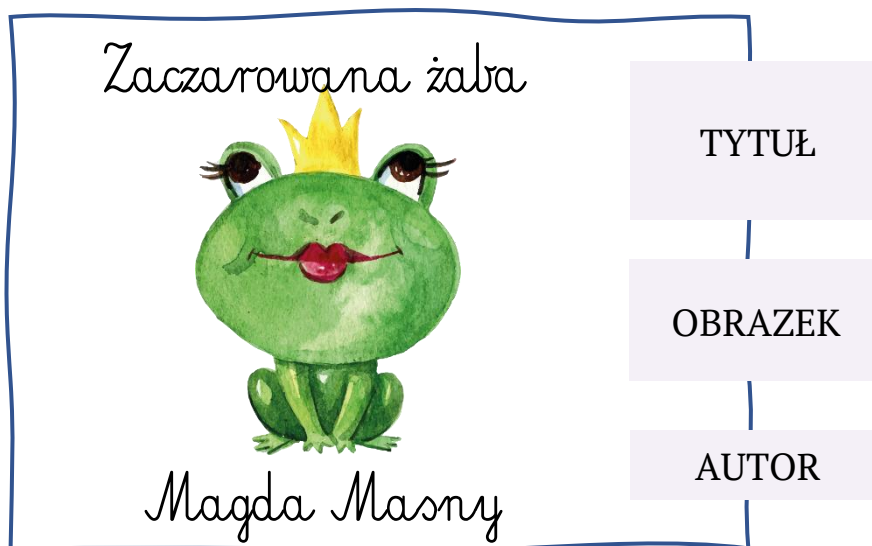 Zaczarowana żaba
TYTUŁ
OBRAZEK
AUTOR
Magda Masny